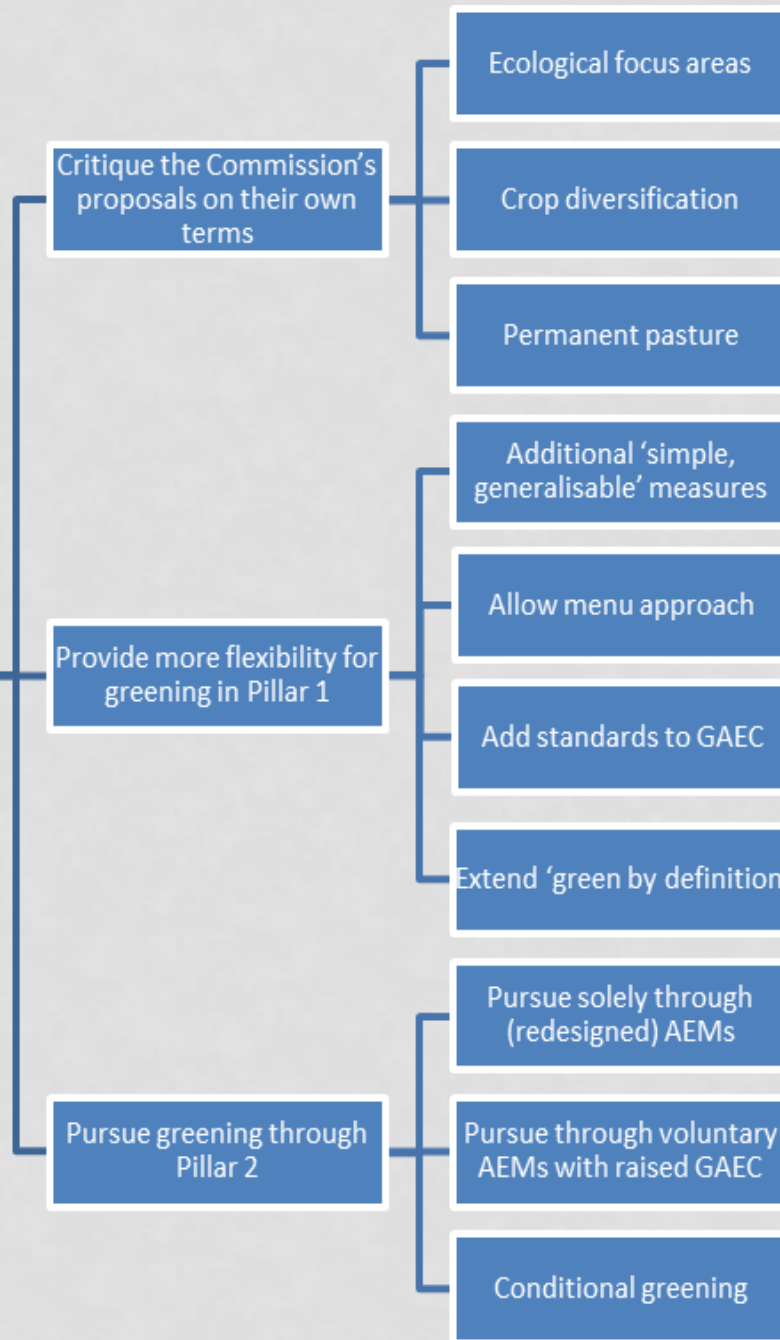 Critique the Commission's
proposals on their own
terms
Ecological focus areas
Crop diversification
Permanent pasture
Provide more flexibility for
greening in Pillar 1
Additional ‘simple,
generalisable’ measures
Allow menu approach
Add standards to GAEC
Extend ‘green by definition
Pursue greening through
Pillar 2
Pursue solely through
(redesigned) AEMs
Pursue through voluntary
AEMs with raised GAEC
Conditional greening